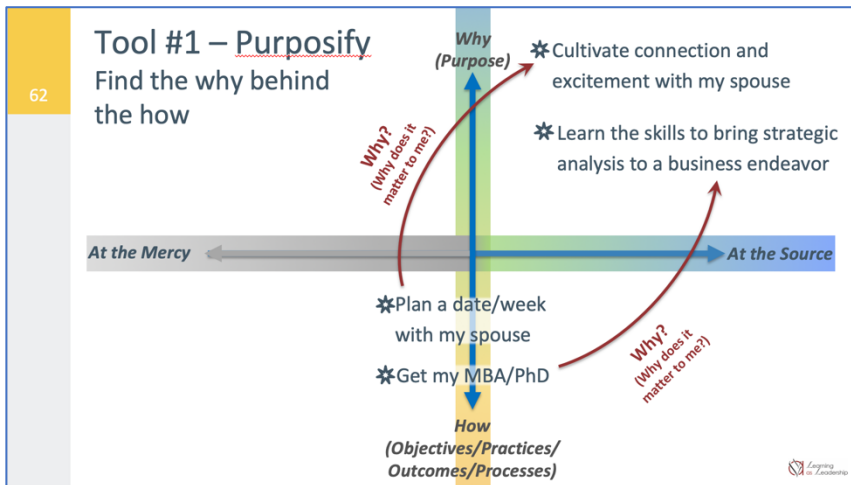 Tool #1 – Purposify
Find the why behind
the how
62
Why
(Purpose)
Cultivate connection and
excitement with my spouse
Learn the skills to bring strategic
analysis to a business endeavor
Why?
(Why does it
matter to me?)
At the Mercy
At the Source
Plan a date/week
with my spouse
Get my MBA/PhD
Why?
(Why does it
matter to me?)
How
(Objectives/Practices/
Outcomes/Processes)
Learning
as Leadership